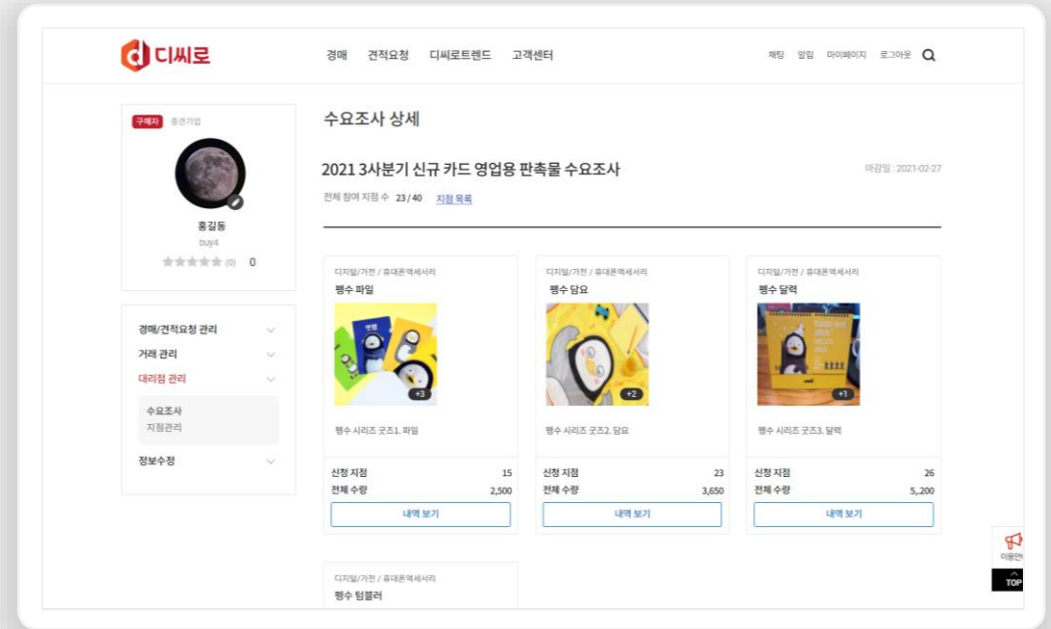 디씨로
경매 견적요청 디씨로트렌드 고객센터
채팅 알림 마이페이지 로그아웃
구매자 중견기업
홍길동
buy4
(0) 0
경매/견적요청 관리
거래 관리
대리점 관리
수요조사
지점관리
정보수정
수요조사 상세
2021 3사분기 신규 카드 영업용 판촉물 수요조사
마감일 : 2021-02-27
전체 참여 지점 수 23 / 40 지점 목록
디지털/가전 / 휴대폰액세서리
펭수 파일
+3
펭수 시리즈 굿즈1. 파일
신청 지점 15
전체 수량 2,500
내역 보기
디지털/가전 / 휴대폰액세서리
펭수 담요
+2
펭수 시리즈 굿즈2. 담요
신청 지점 23
전체 수량 3,650
내역 보기
디지털/가전 / 휴대폰액세서리
펭수 달력
+1
펭수 시리즈 굿즈3. 달력
신청 지점 26
전체 수량 5,.200
내역 보기
디지털/가전 / 휴대폰액세서리
펭수 텀블러
TOP